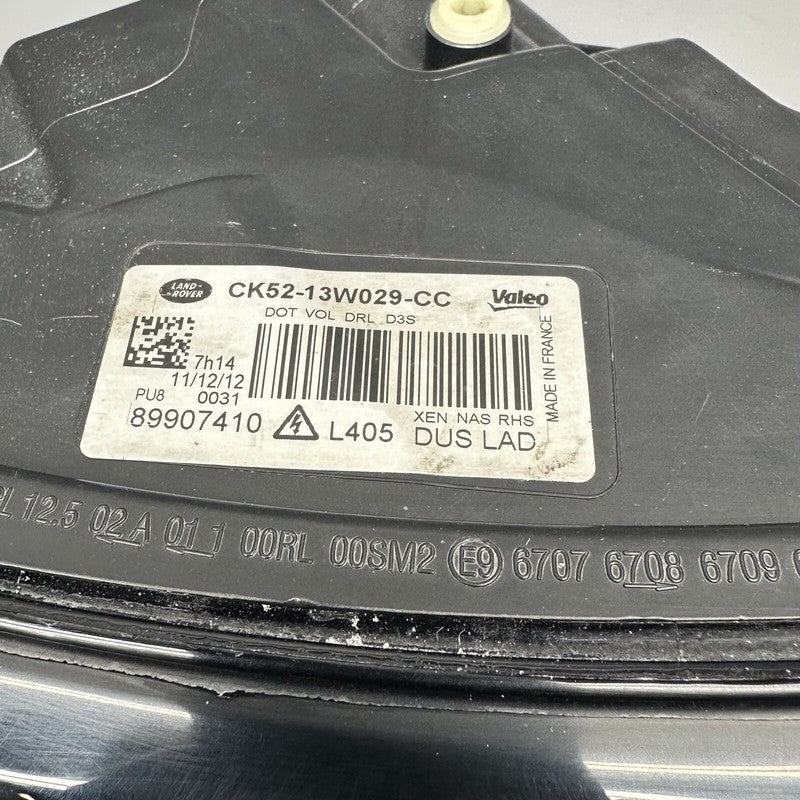 LAND-
ROVER
CK52-13W029-CC
Valeo
DOT VOL DRL D3S
7h14
11/12/12
PU8 0031
MADE IN FRANCE
XEN NAS RHS
89907410 L405 DUS LAD
L 12.5 02 A 01 1 00RL 00SM2 E9 6707 6708 6709